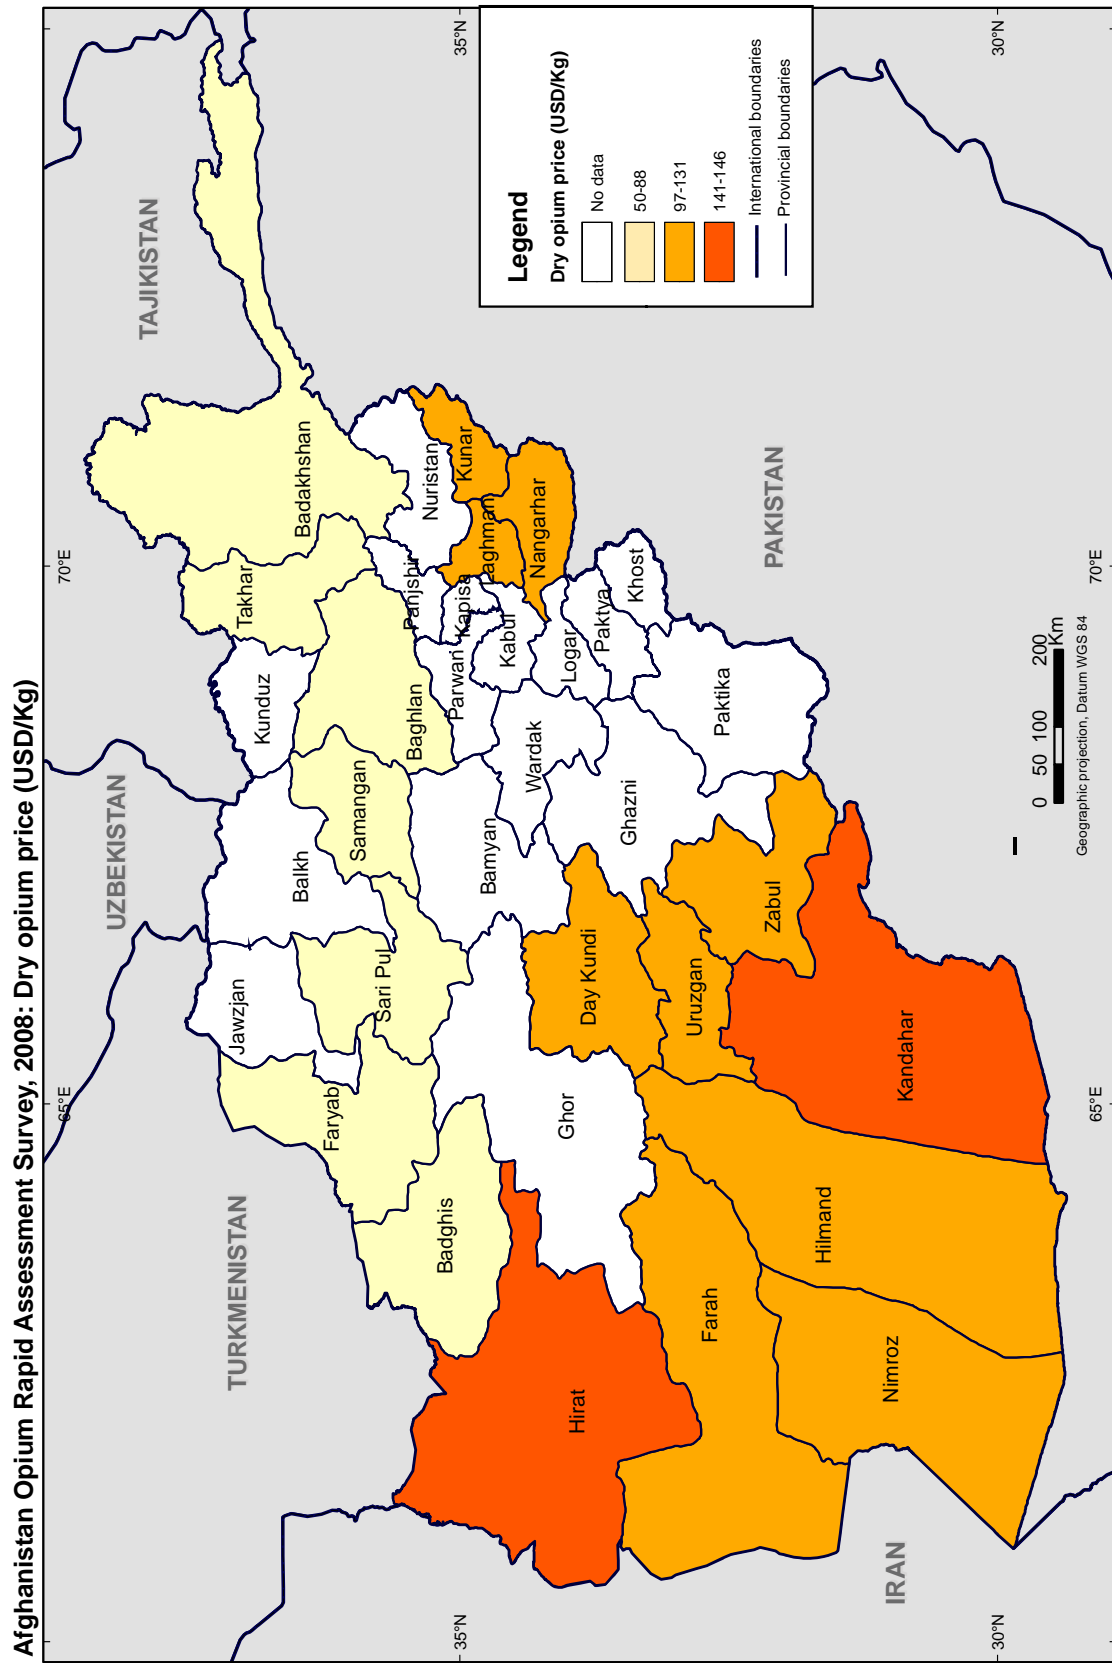 Afghanistan Opium Rapid Assessment Survey, 2008: Dry opium price (USD/Kg)
65°E
70°E
35°N
35°N
30°N
30°N
65°E
70°E
UZBEKISTAN
TAJIKISTAN
TURKMENISTAN
IRAN
PAKISTAN
Jawzjan
Balkh
Kunduz
Takhar
Badakhshan
Faryab
Sari Pul
Samangan
Baghlan
Panjshir
Nuristan
Badghis
Bamyan
Parwan
Kapisa
Laghman
Kunar
Kabul
Nangarhar
Wardak
Logar
Paktya
Khost
Hirat
Ghor
Day Kundi
Ghazni
Paktika
Farah
Uruzgan
Zabul
Nimroz
Hilmand
Kandahar
Legend
Dry opium price (USD/Kg)
No data
50-88
97-131
141-146
International boundaries
Provincial boundaries
0 50 100 200
Km
Geographic projection, Datum WGS 84